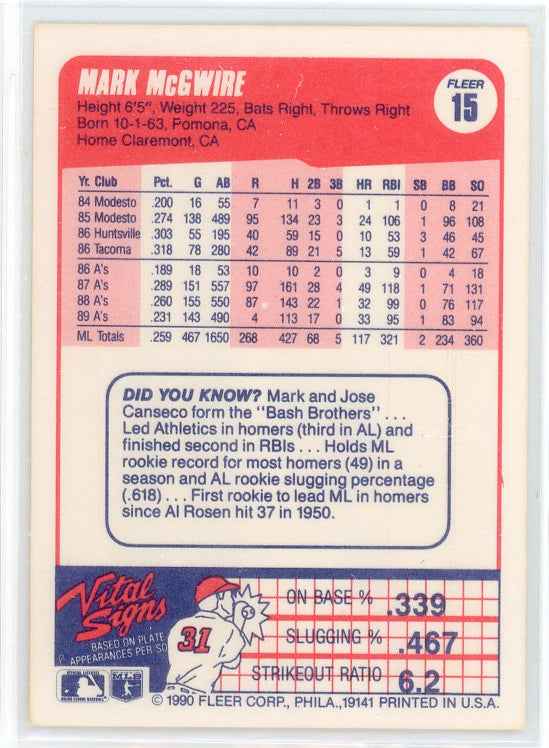 MARK McGWIRE
FLEER
15
Height 6'5", Weight 225, Bats Right, Throws Right
Born 10-1-63, Pomona, CA
Home Claremont, CA
Yr. Club Pct. G AB R H 2B 3B HR RBI SB BB SO
84 Modesto .200 16 55 7 11 3 0 1 1 0 8 21
85 Modesto .274 138 489 95 134 23 3 24 106 1 96 108
86 Huntsville .303 55 195 40 59 15 0 10 53 3 46 45
86 Tacoma .318 78 280 42 89 21 5 13 59 1 42 67
86 A's .189 18 53 10 10 2 0 3 9 0 4 18
87 A's .289 151 557 97 161 28 4 49 118 1 71 131
88 A's .260 155 550 87 143 22 1 32 99 0 76 117
89 A's .231 143 490 4 113 17 0 33 95 1 83 94
ML Totals .259 467 1650 268 427 68 5 117 321 2 234 360
DID YOU KNOW? Mark and Jose
Canseco form the "Bash Brothers" ...
Led Athletics in homers (third in AL) and
finished second in RBIs ... Holds ML
rookie record for most homers (49) in a
season and AL rookie slugging percentage
(.618) ... First rookie to lead ML in homers
since Al Rosen hit 37 in 1950.
Vital
Signs
BASED ON PLATE
APPEARANCES PER SO
31
ON BASE % .339
SLUGGING % .467
STRIKEOUT RATIO 6.2
MLB
© 1990 FLEER CORP., PHILA., 19141 PRINTED IN U.S.A.